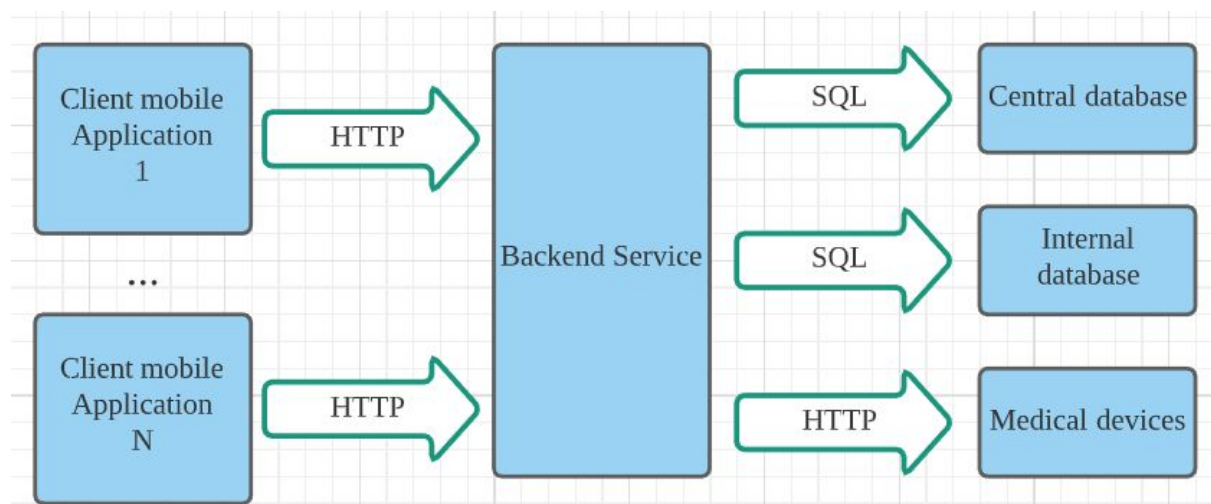 Client mobile
Application
1
HTTP
...
Client mobile
Application
N
HTTP
Backend Service
SQL
Central database
SQL
Internal
database
HTTP
Medical devices